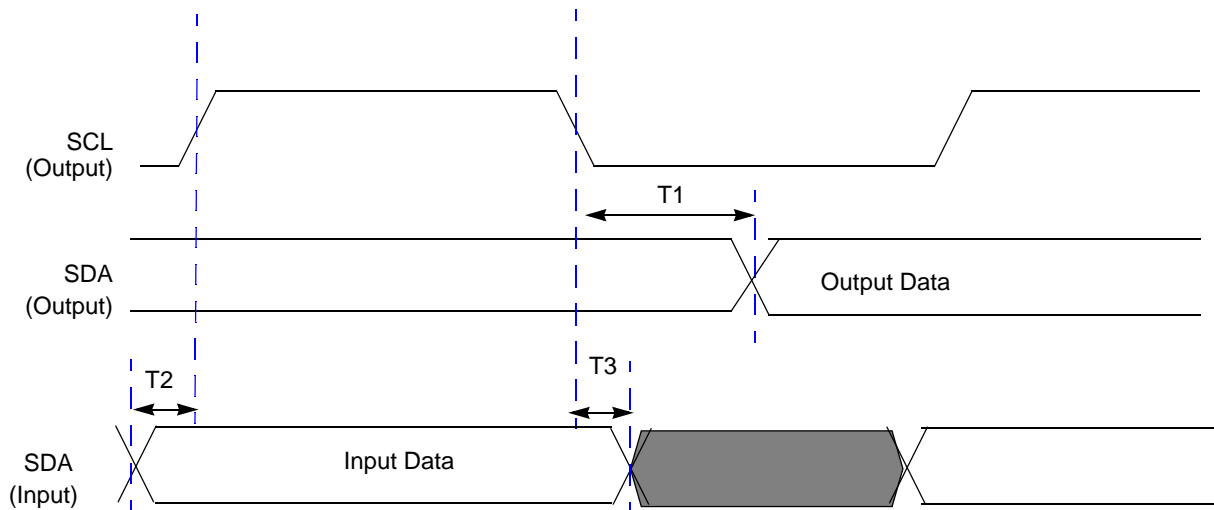 SCL
(Output)
T1
SDA
(Output)
Output Data
T2
T3
SDA
(Input)
Input Data